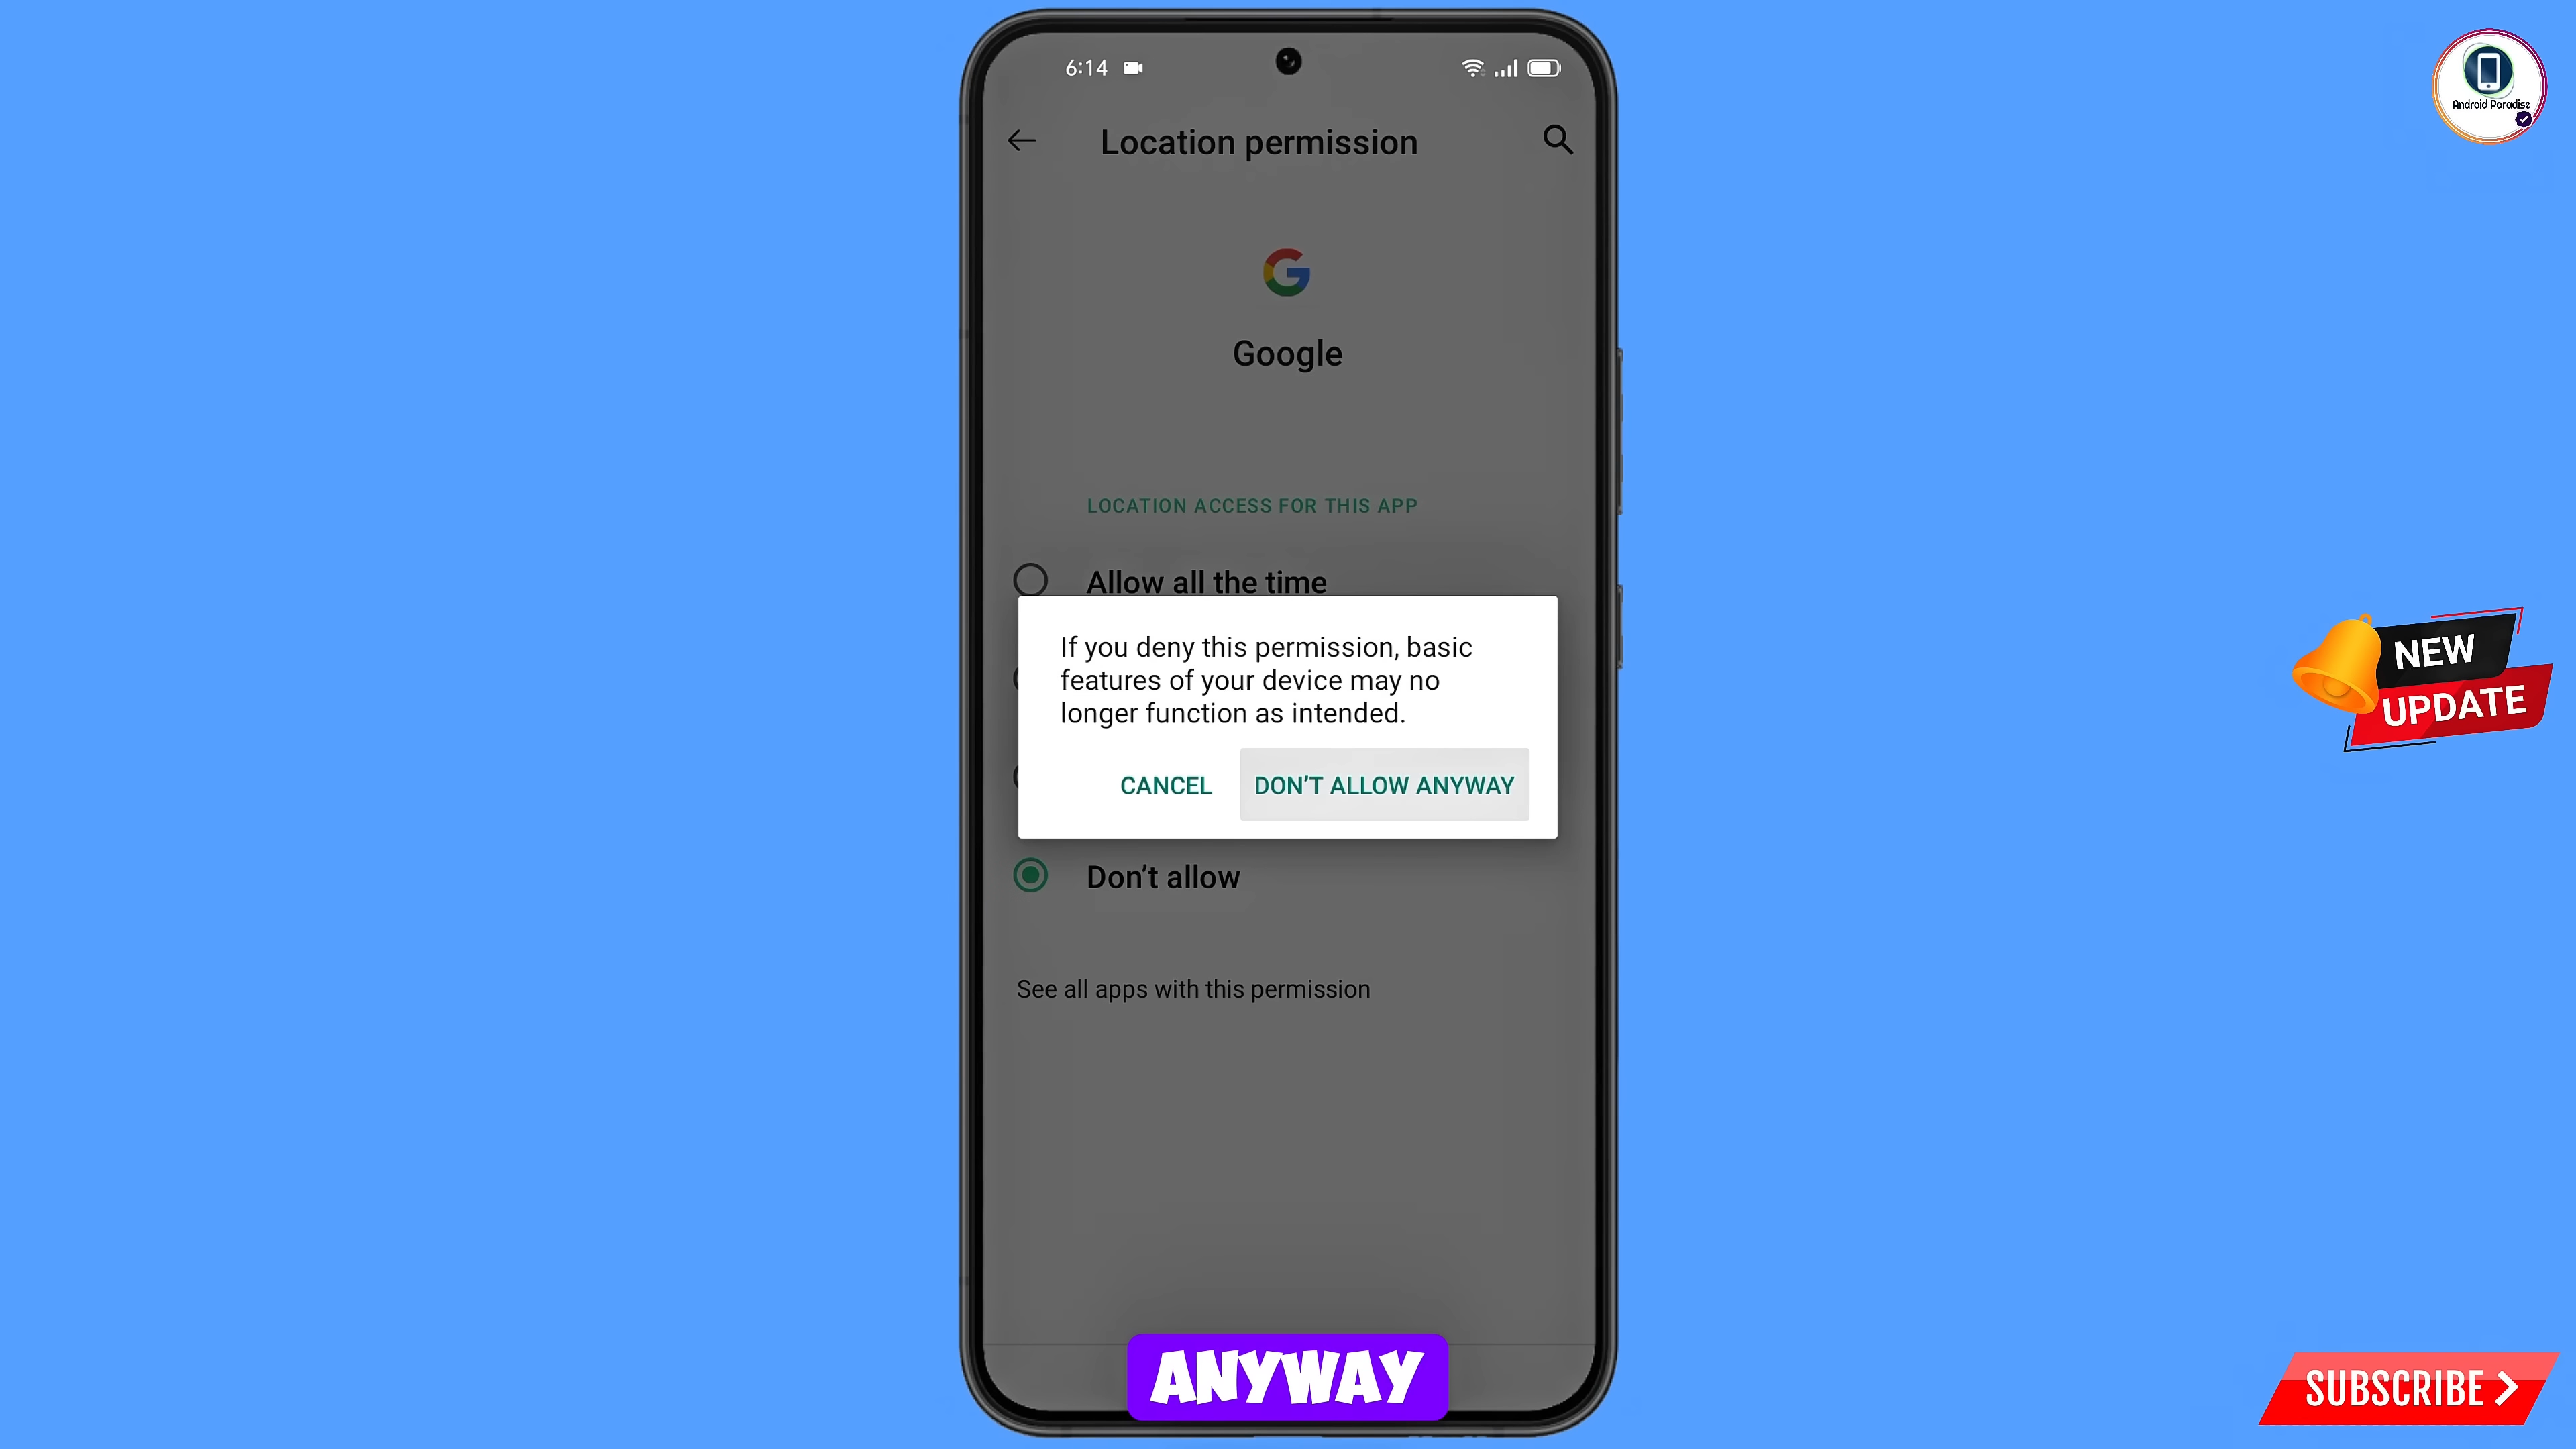 6:14
Android Paradise
Location permission
Google
LOCATION ACCESS FOR THIS APP
Allow all the time
If you deny this permission, basic
features of your device may no
longer function as intended.
CANCEL DON'T ALLOW ANYWAY
Don't allow
See all apps with this permission
ANYWAY
NEW
UPDATE
SUBSCRIBE